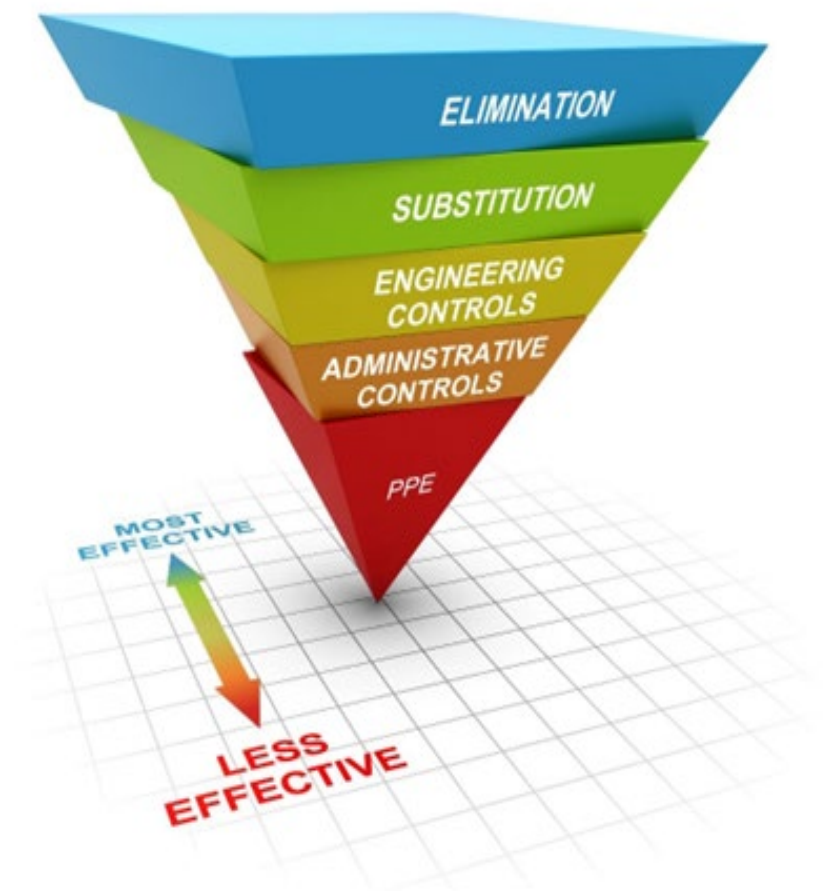 ELIMINATION
SUBSTITUTION
ENGINEERING
CONTROLS
ADMINISTRATIVE
CONTROLS
PPE
MOST
EFFECTIVE
LESS
EFFECTIVE